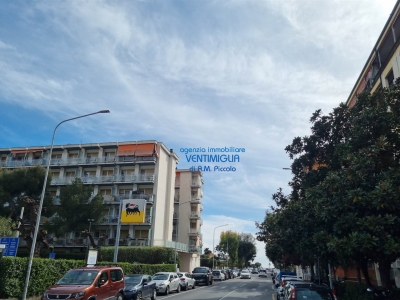 agenzia immobiliare
VENTIMIGLIA
di A.M. Piccolo